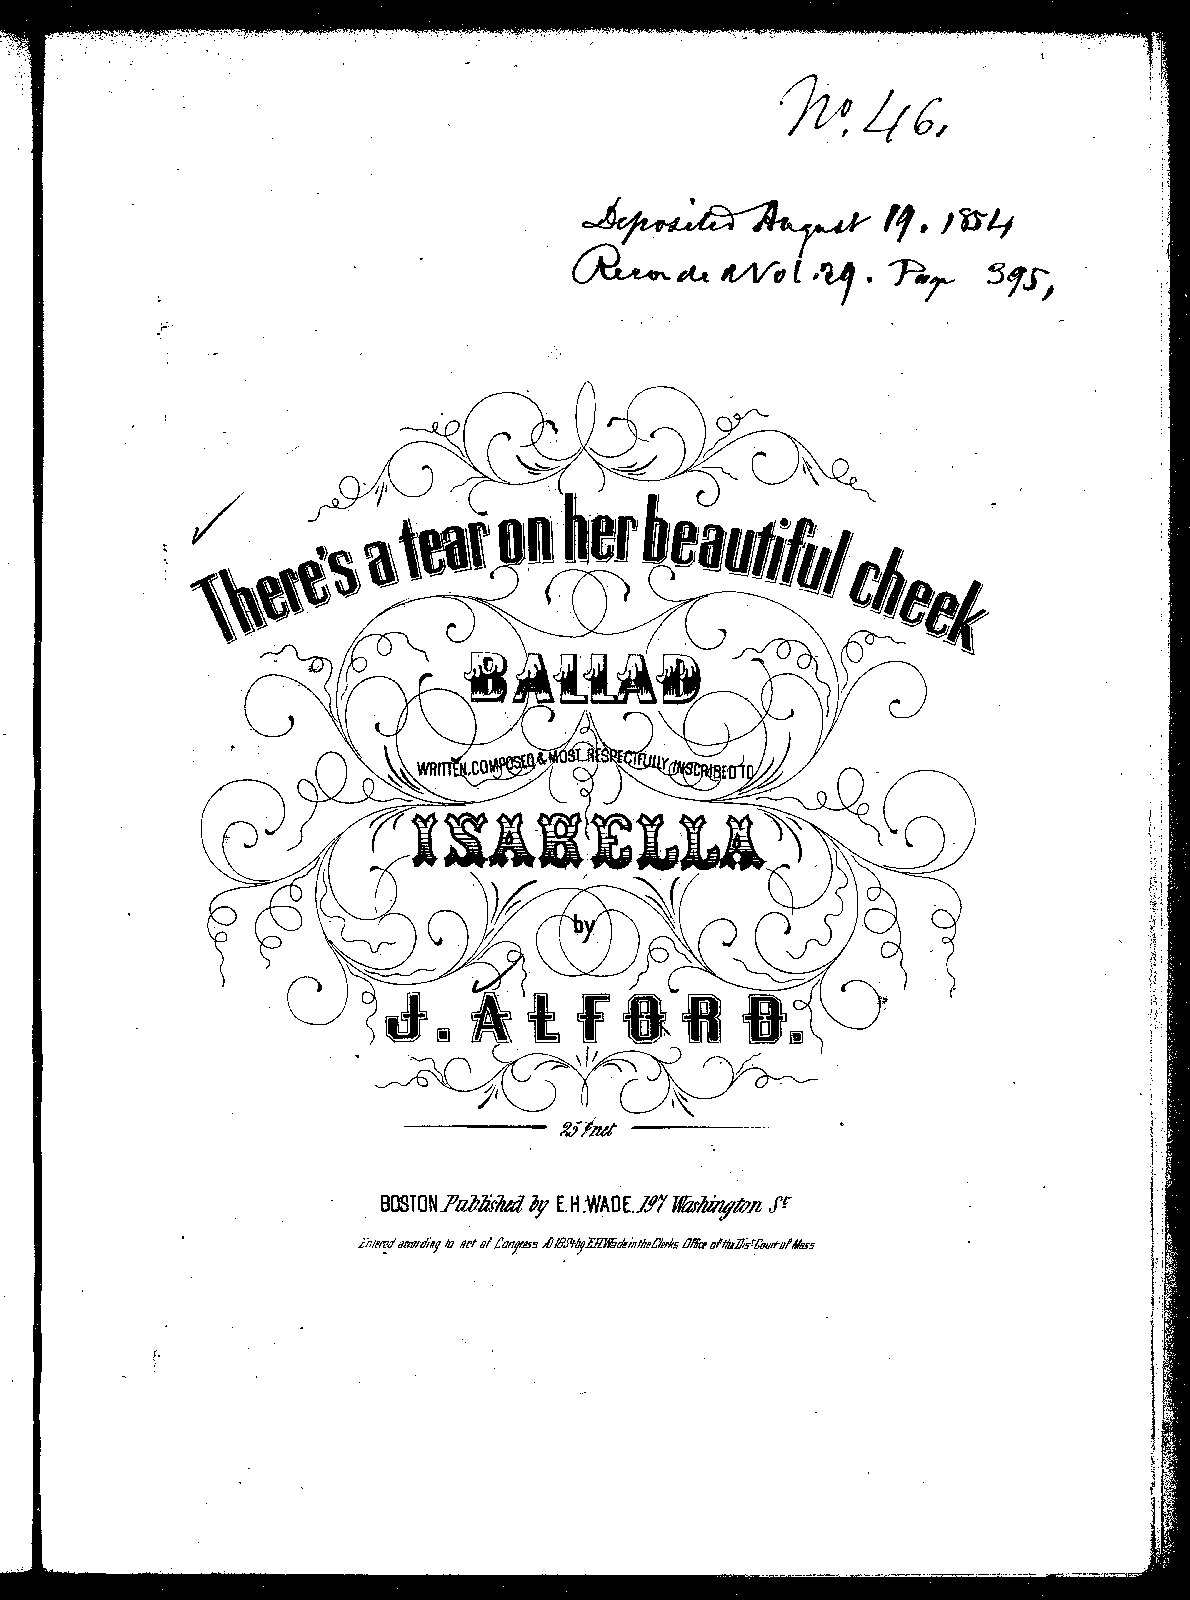 No. 46.
Deposited August 19. 1854
Recorded Vol. 29. Page 395,
There's a tear on her beautiful cheek
BALLAD
WRITTEN, COMPOSED & MOST RESPECTFULLY INSCRIBED TO
ISABELLA
by
J. ALFORD.
25 ¢ net
BOSTON Published by E. H. WADE. 197 Washington St
Entered according to act of Congress AD 1854 by E.H. Wade in the Clerks Office of the Dist Court of Mass